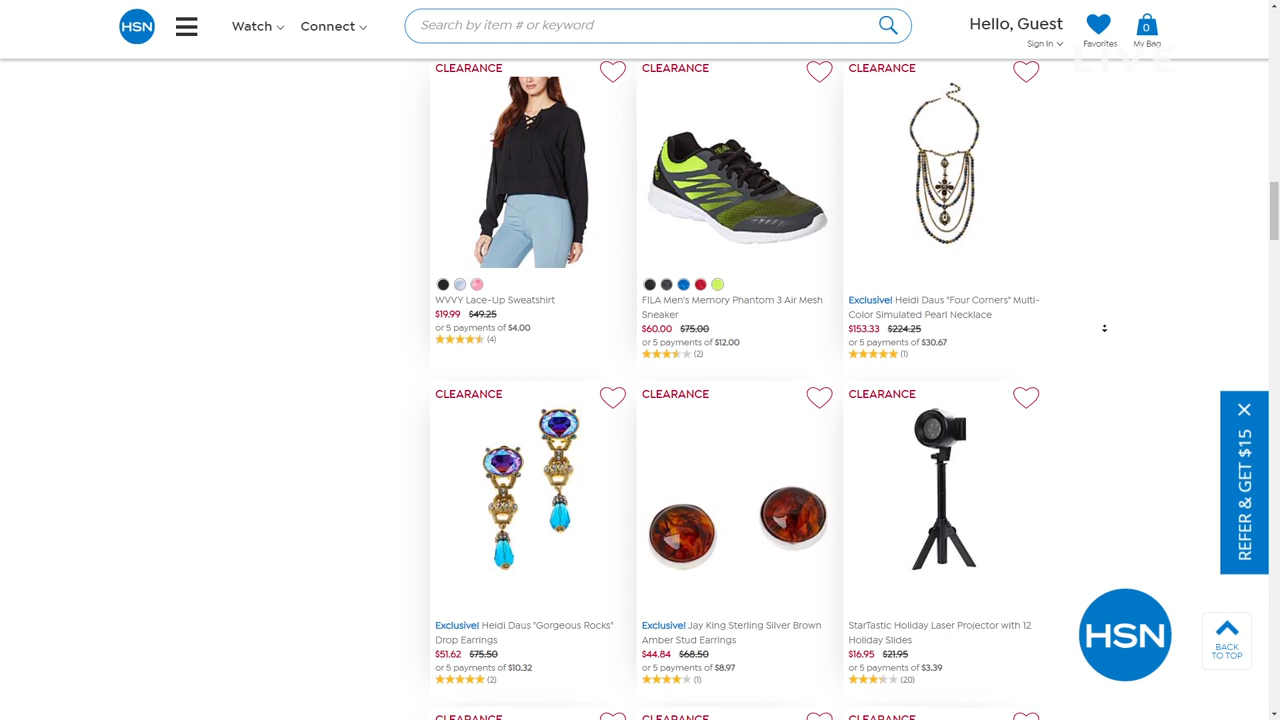 HSN
Watch
Connect
Search by item # or keyword
Hello, Guest
Sign In
Favorites
0
My Bag
LIVE
CLEARANCE
CLEARANCE
CLEARANCE
WVVY Lace-Up Sweatshirt
$19.99 $49.25
or 5 payments of $4.00
(4)
FILA Men's Memory Phantom 3 Air Mesh
Sneaker
$60.00 $75.00
or 5 payments of $12.00
(2)
Exclusive! Heidi Daus "Four Corners" Multi-
Color Simulated Pearl Necklace
$153.33 $224.25
or 5 payments of $30.67
(1)
CLEARANCE
CLEARANCE
CLEARANCE
Exclusive! Heidi Daus "Gorgeous Rocks"
Drop Earrings
$51.62 $75.50
or 5 payments of $10.32
(2)
Exclusive! Jay King Sterling Silver Brown
Amber Stud Earrings
$44.84 $68.50
or 5 payments of $8.97
(1)
StarTastic Holiday Laser Projector with 12
Holiday Slides
$16.95 $21.95
or 5 payments of $3.39
(20)
REFER & GET $15
HSN
BACK
TO TOP
CLEARANCE
CLEARANCE
CLEARANCE